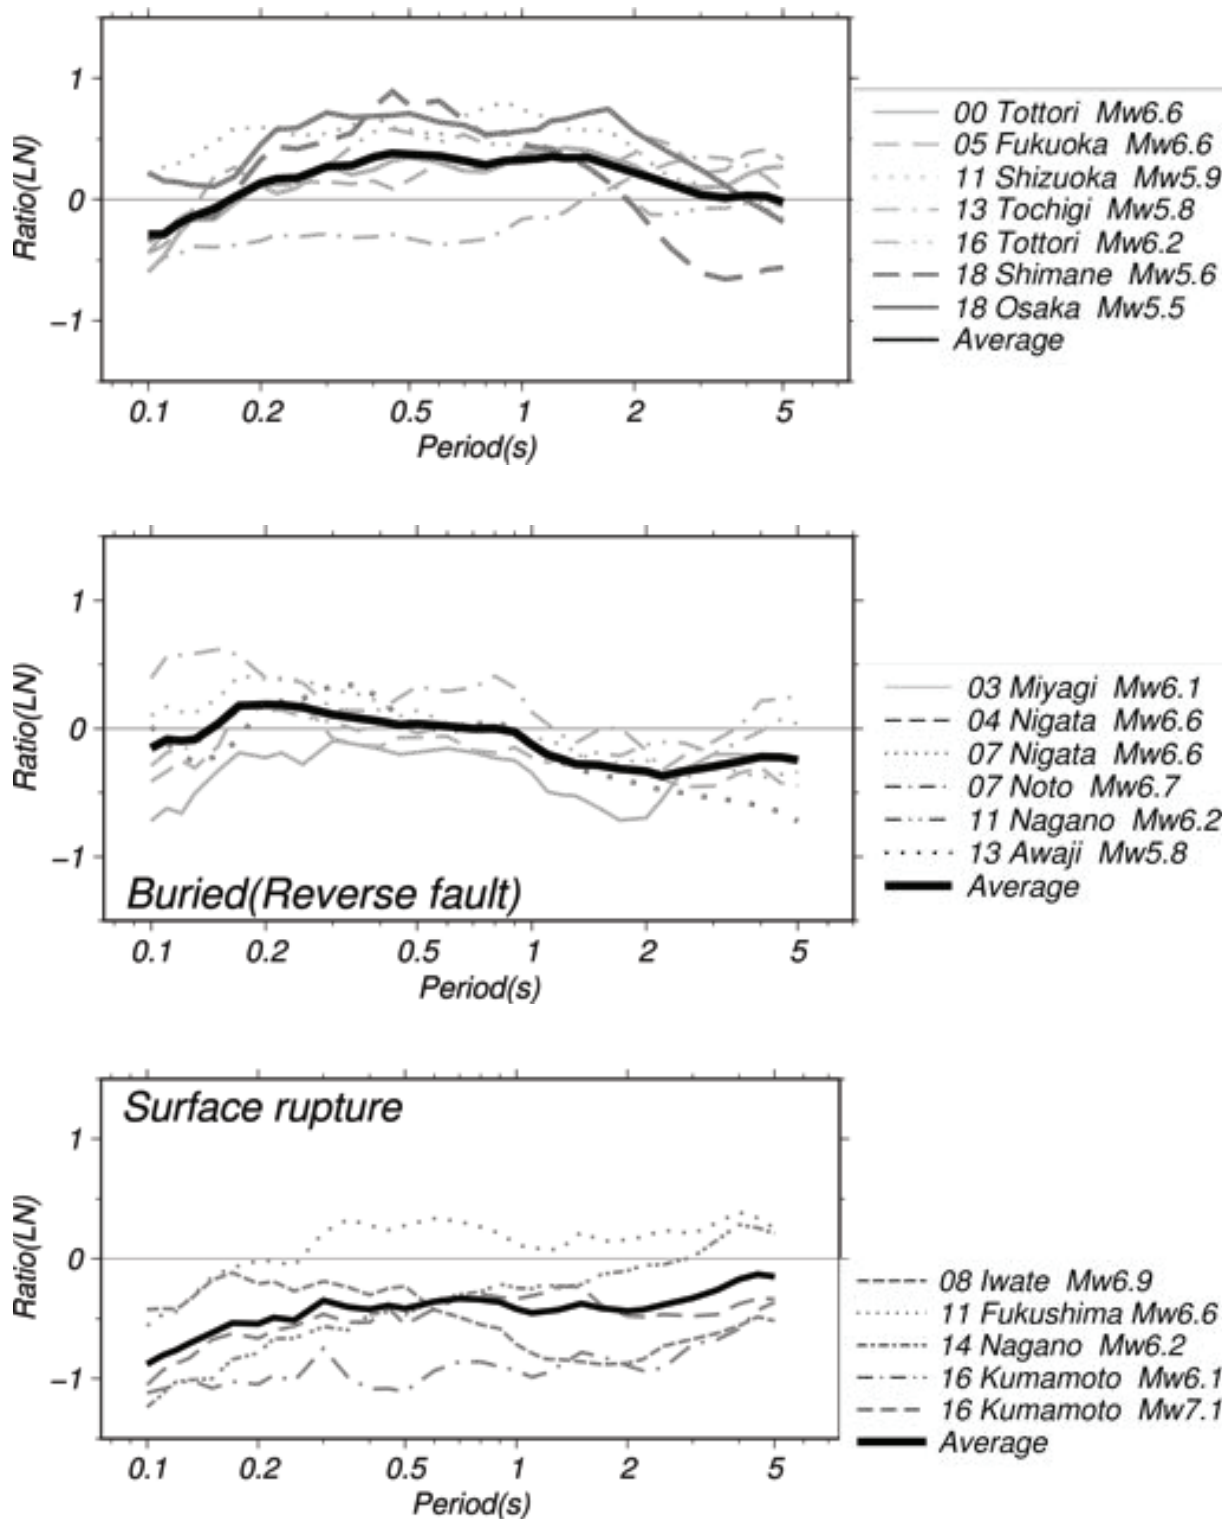 1
0
−1
Ratio(LN)
0.1 0.2 0.5 1 2 5
Period(s)
00 Tottori Mw6.6
05 Fukuoka Mw6.6
11 Shizuoka Mw5.9
13 Tochigi Mw5.8
16 Tottori Mw6.2
18 Shimane Mw5.6
18 Osaka Mw5.5
Average
1
0
−1
Ratio(LN)
Buried(Reverse fault)
0.1 0.2 0.5 1 2 5
Period(s)
03 Miyagi Mw6.1
04 Nigata Mw6.6
07 Nigata Mw6.6
07 Noto Mw6.7
11 Nagano Mw6.2
13 Awaji Mw5.8
Average
Surface rupture
1
0
−1
Ratio(LN)
0.1 0.2 0.5 1 2 5
Period(s)
08 Iwate Mw6.9
11 Fukushima Mw6.6
14 Nagano Mw6.2
16 Kumamoto Mw6.1
16 Kumamoto Mw7.1
Average